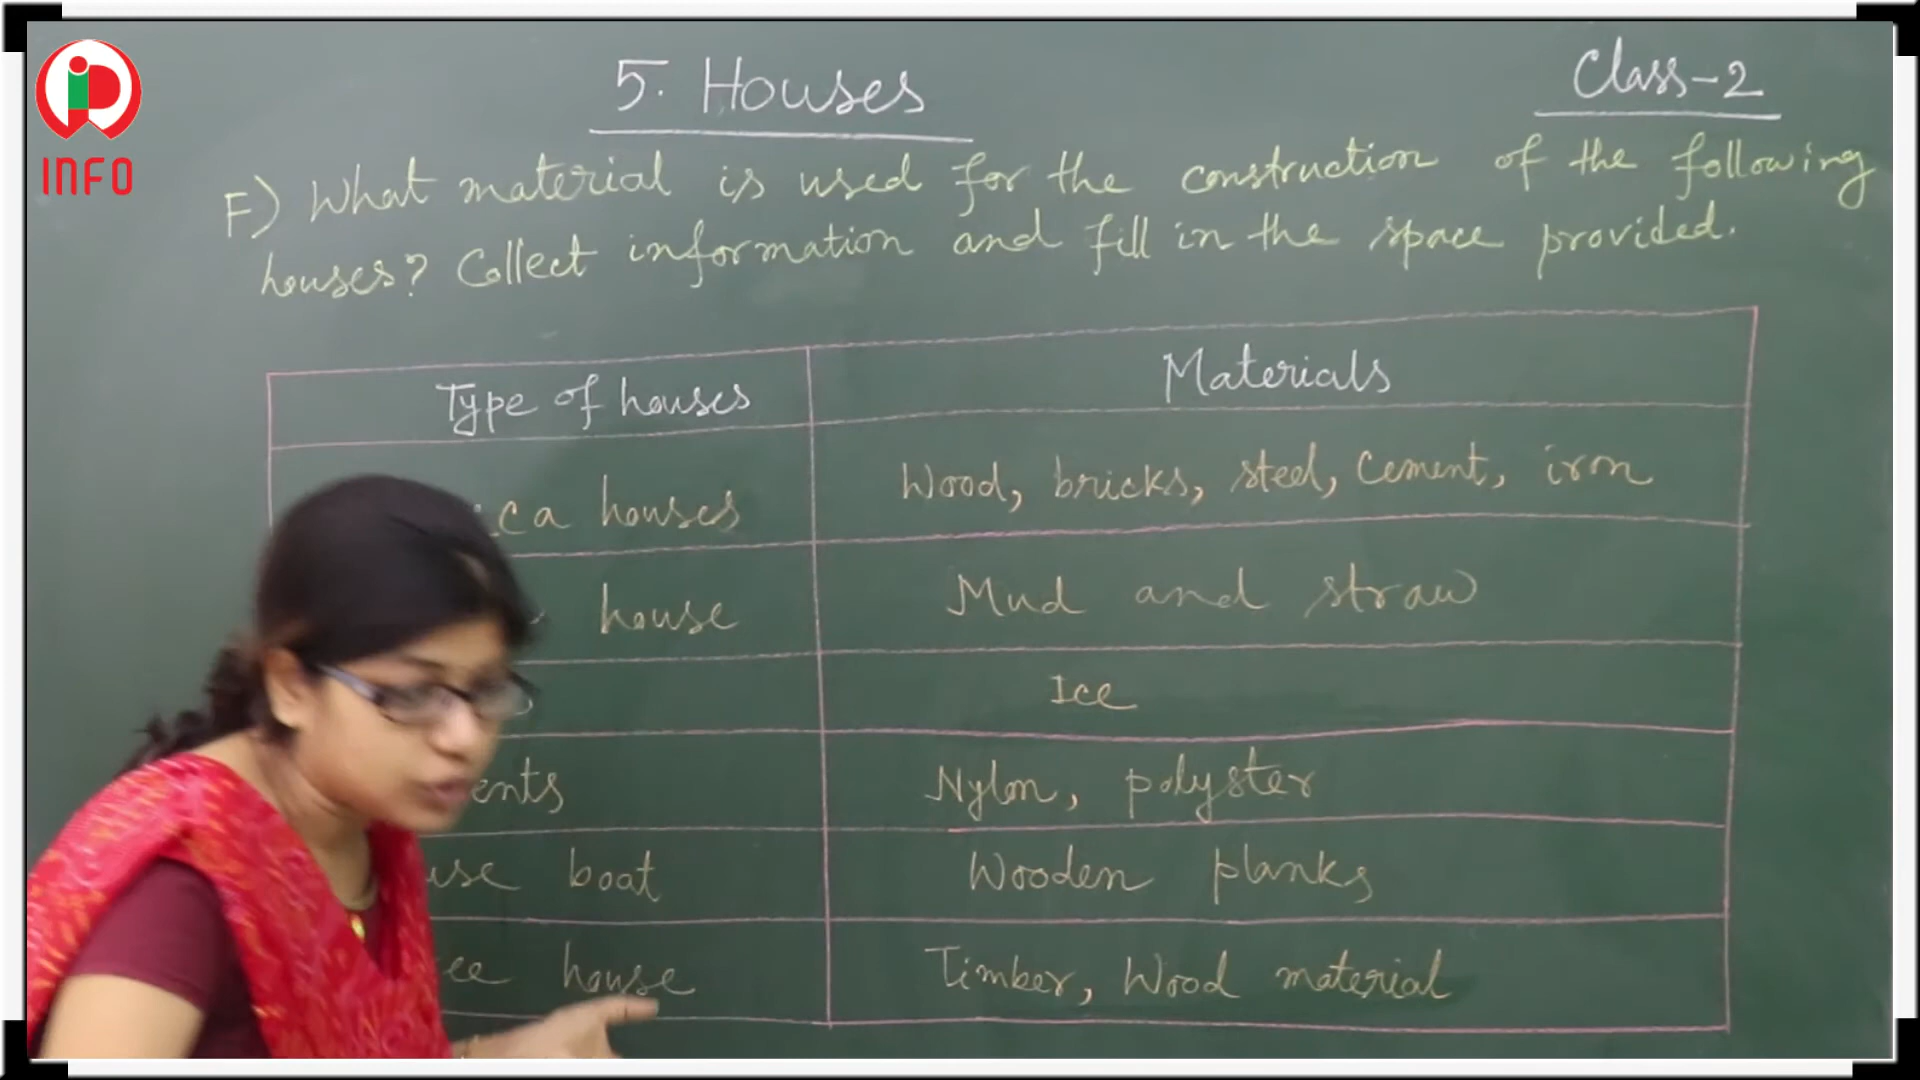 INFO
5. Houses
Class-2
F) What material is used for the construction of the following
houses? Collect information and fill in the space provided.
Type of houses
Materials
houses
Wood, bricks, steel, Cement, iron
house
Mud and straw
Ice
Nylon, polyster
boat
Wooden planks
house
Timber, Wood material